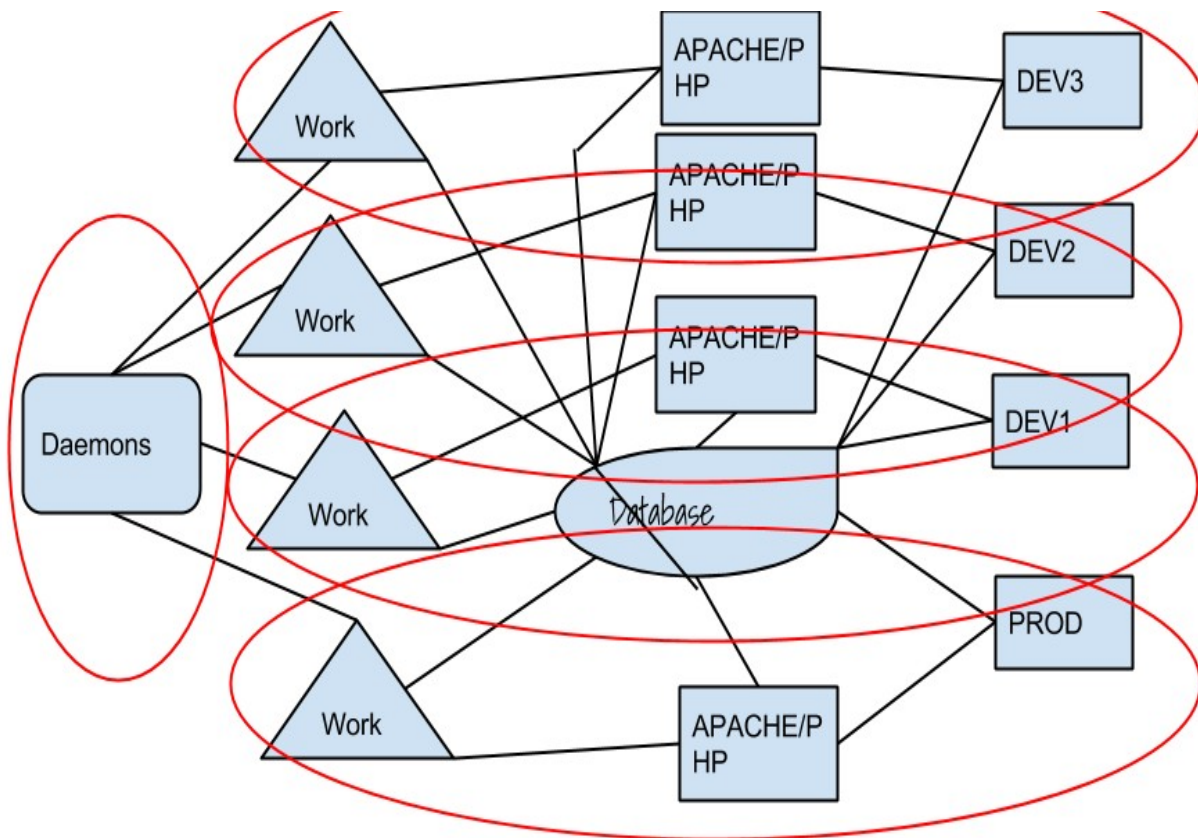 APACHE/P
HP
DEV3
Work
APACHE/P
HP
DEV2
Work
APACHE/P
HP
DEV1
Daemons
Work
Database
PROD
Work
APACHE/P
HP